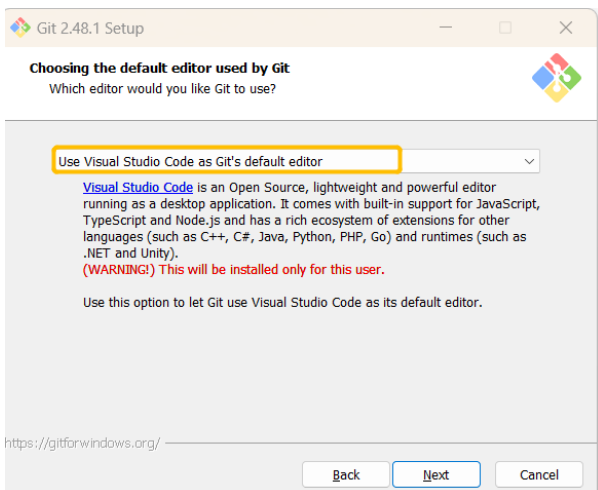 Git 2.48.1 Setup
Choosing the default editor used by Git
Which editor would you like Git to use?
Use Visual Studio Code as Git's default editor
Visual Studio Code is an Open Source, lightweight and powerful editor
running as a desktop application. It comes with built-in support for JavaScript,
TypeScript and Node.js and has a rich ecosystem of extensions for other
languages (such as C++, C#, Java, Python, PHP, Go) and runtimes (such as
.NET and Unity).
(WARNING!) This will be installed only for this user.
Use this option to let Git use Visual Studio Code as its default editor.
https://gitforwindows.org/
Back Next Cancel